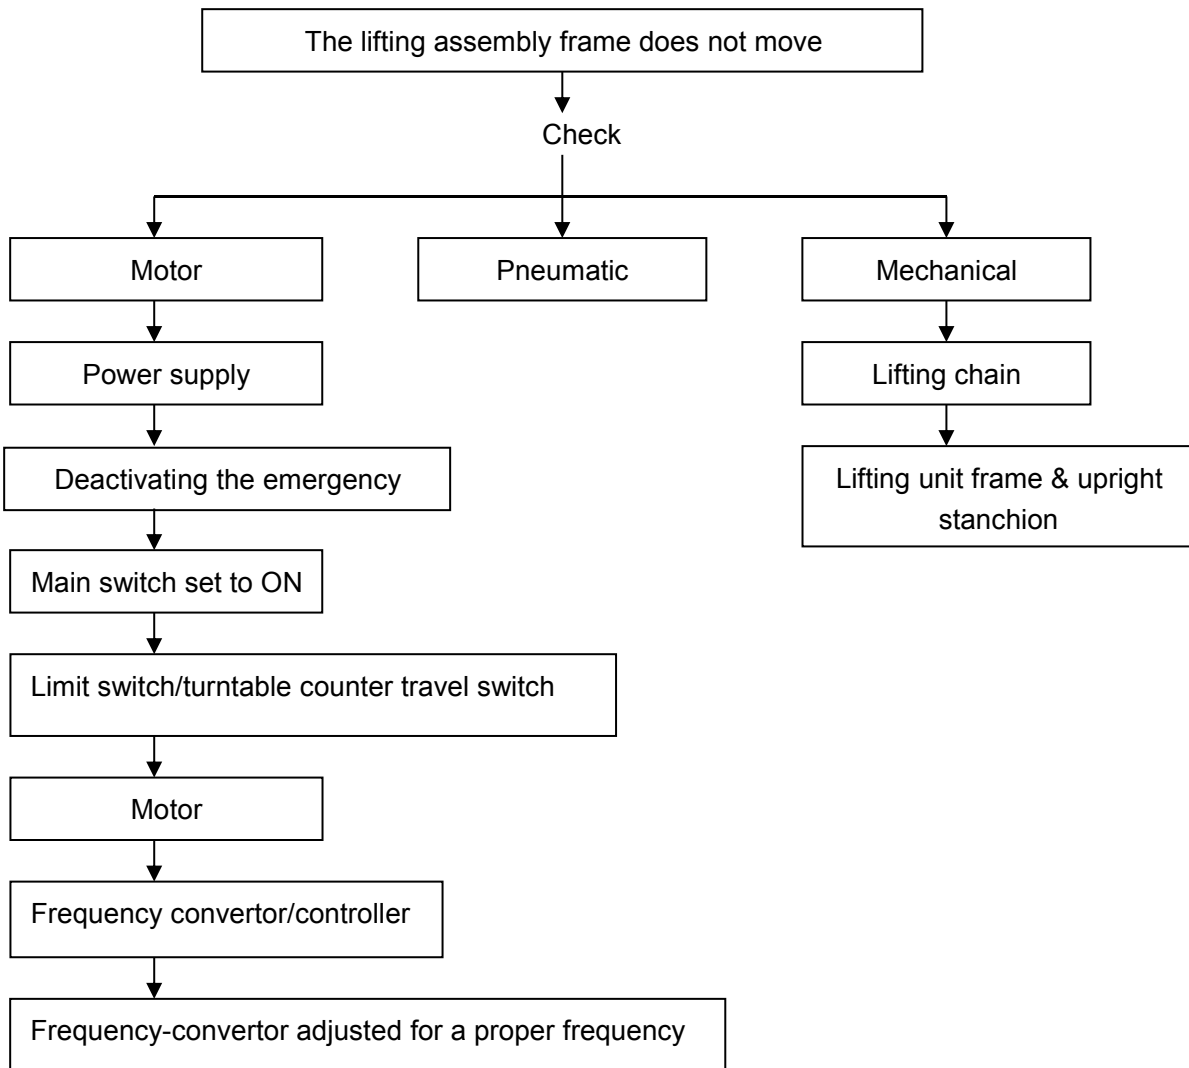 The lifting assembly frame does not move
Check
Motor
Pneumatic
Mechanical
Power supply
Lifting chain
Deactivating the emergency
Lifting unit frame & upright
stanchion
Main switch set to ON
Limit switch/turntable counter travel switch
Motor
Frequency convertor/controller
Frequency-convertor adjusted for a proper frequency